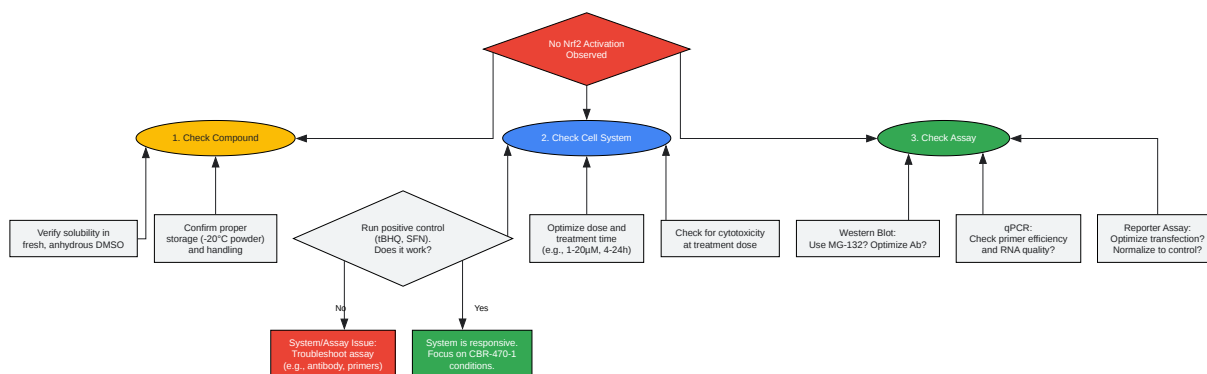 No Nrf2 Activation
Observed
1. Check Compound
2. Check Cell System
3. Check Assay
Verify solubility in
fresh, anhydrous DMSO
Confirm proper
storage (-20°C powder)
and handling
Run positive control
(tBHQ, SFN).
Does it work?
Optimize dose and
treatment time
(e.g., 1-20μM, 4-24h)
Check for cytotoxicity
at treatment dose
Western Blot:
Use MG-132? Optimize Ab?
qPCR:
Check primer efficiency
and RNA quality?
Reporter Assay:
Optimize transfection?
Normalize to control?
No
Yes
System/Assay Issue:
Troubleshoot assay
(e.g., antibody, primers)
System is responsive.
Focus on CBR-470-1
conditions.